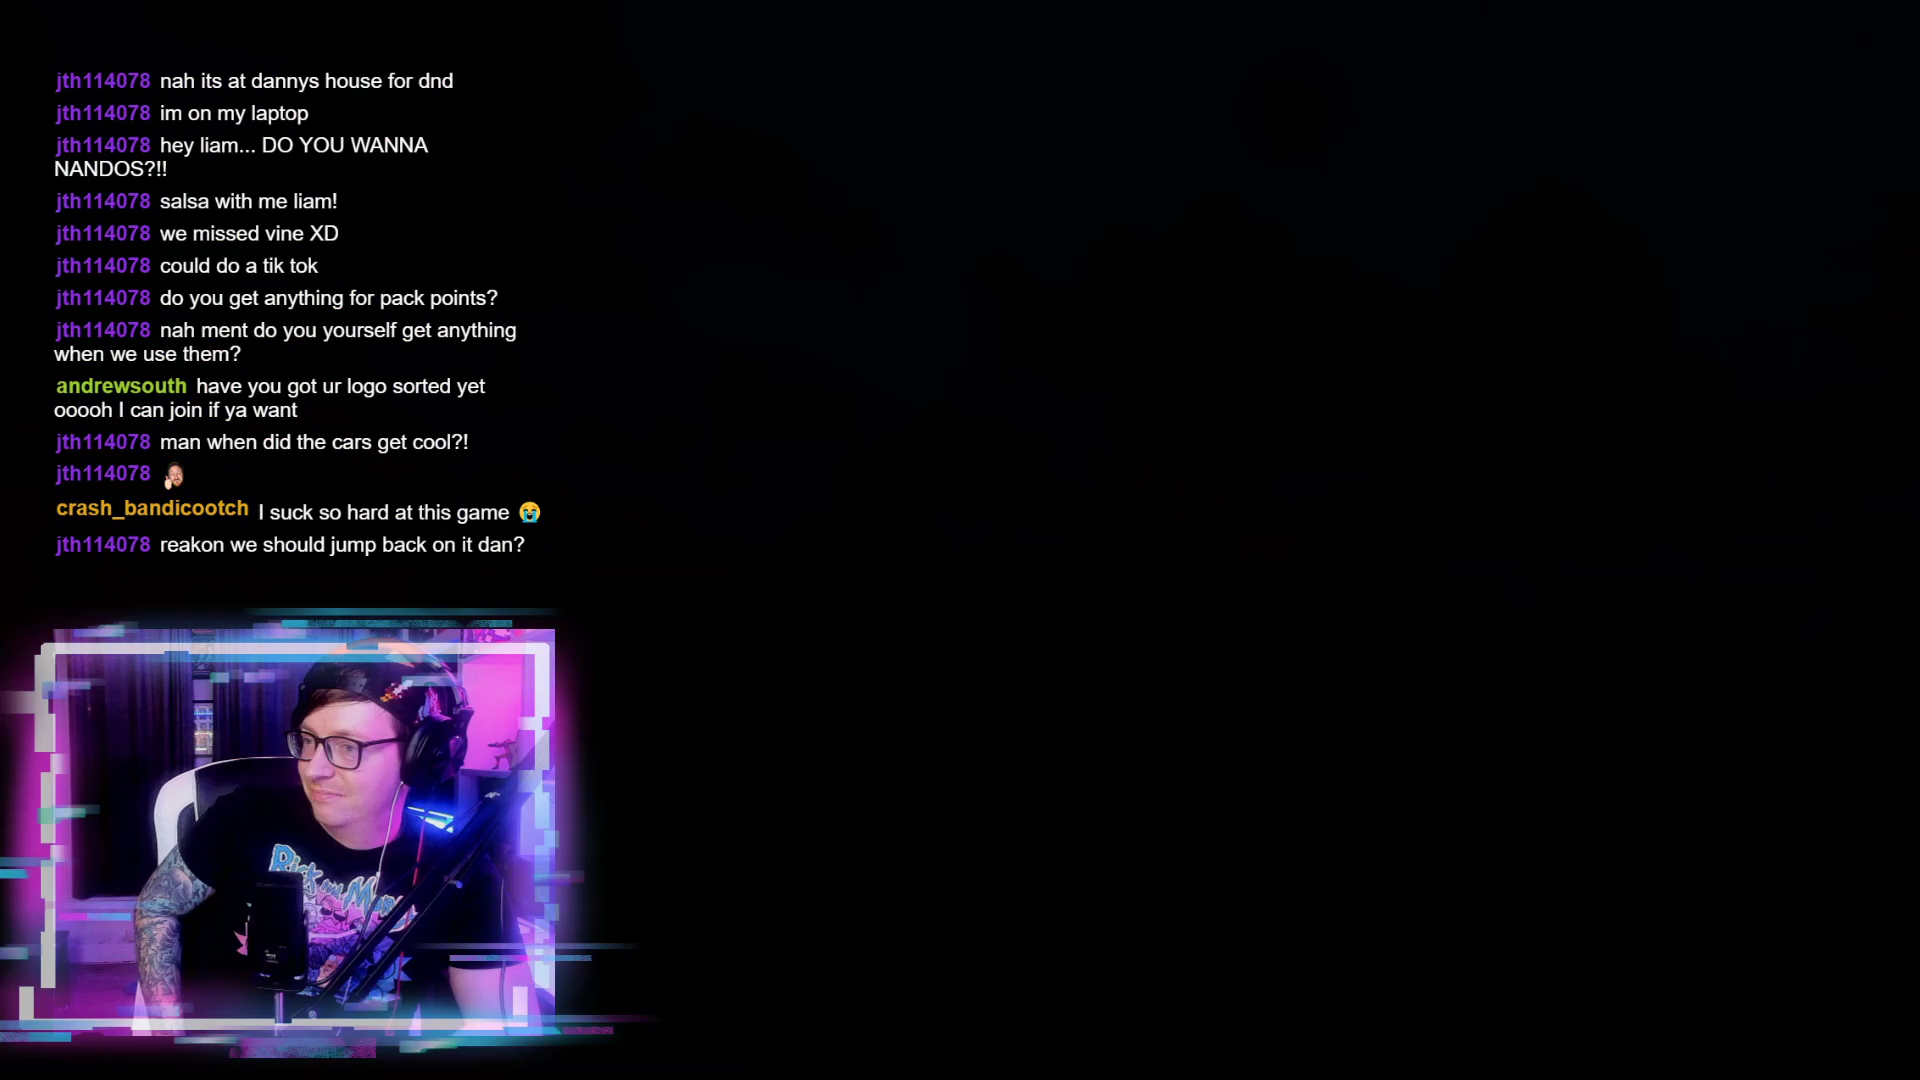 jth114078 nah its at dannys house for dnd
jth114078 im on my laptop
jth114078 hey liam... DO YOU WANNA
NANDOS?!!
jth114078 salsa with me liam!
jth114078 we missed vine XD
jth114078 could do a tik tok
jth114078 do you get anything for pack points?
jth114078 nah ment do you yourself get anything
when we use them?
andrewsouth have you got ur logo sorted yet
ooooh I can join if ya want
jth114078 man when did the cars get cool?!
jth114078
crash_bandicootch I suck so hard at this game 😭
jth114078 reakon we should jump back on it dan?
Rick and Mor